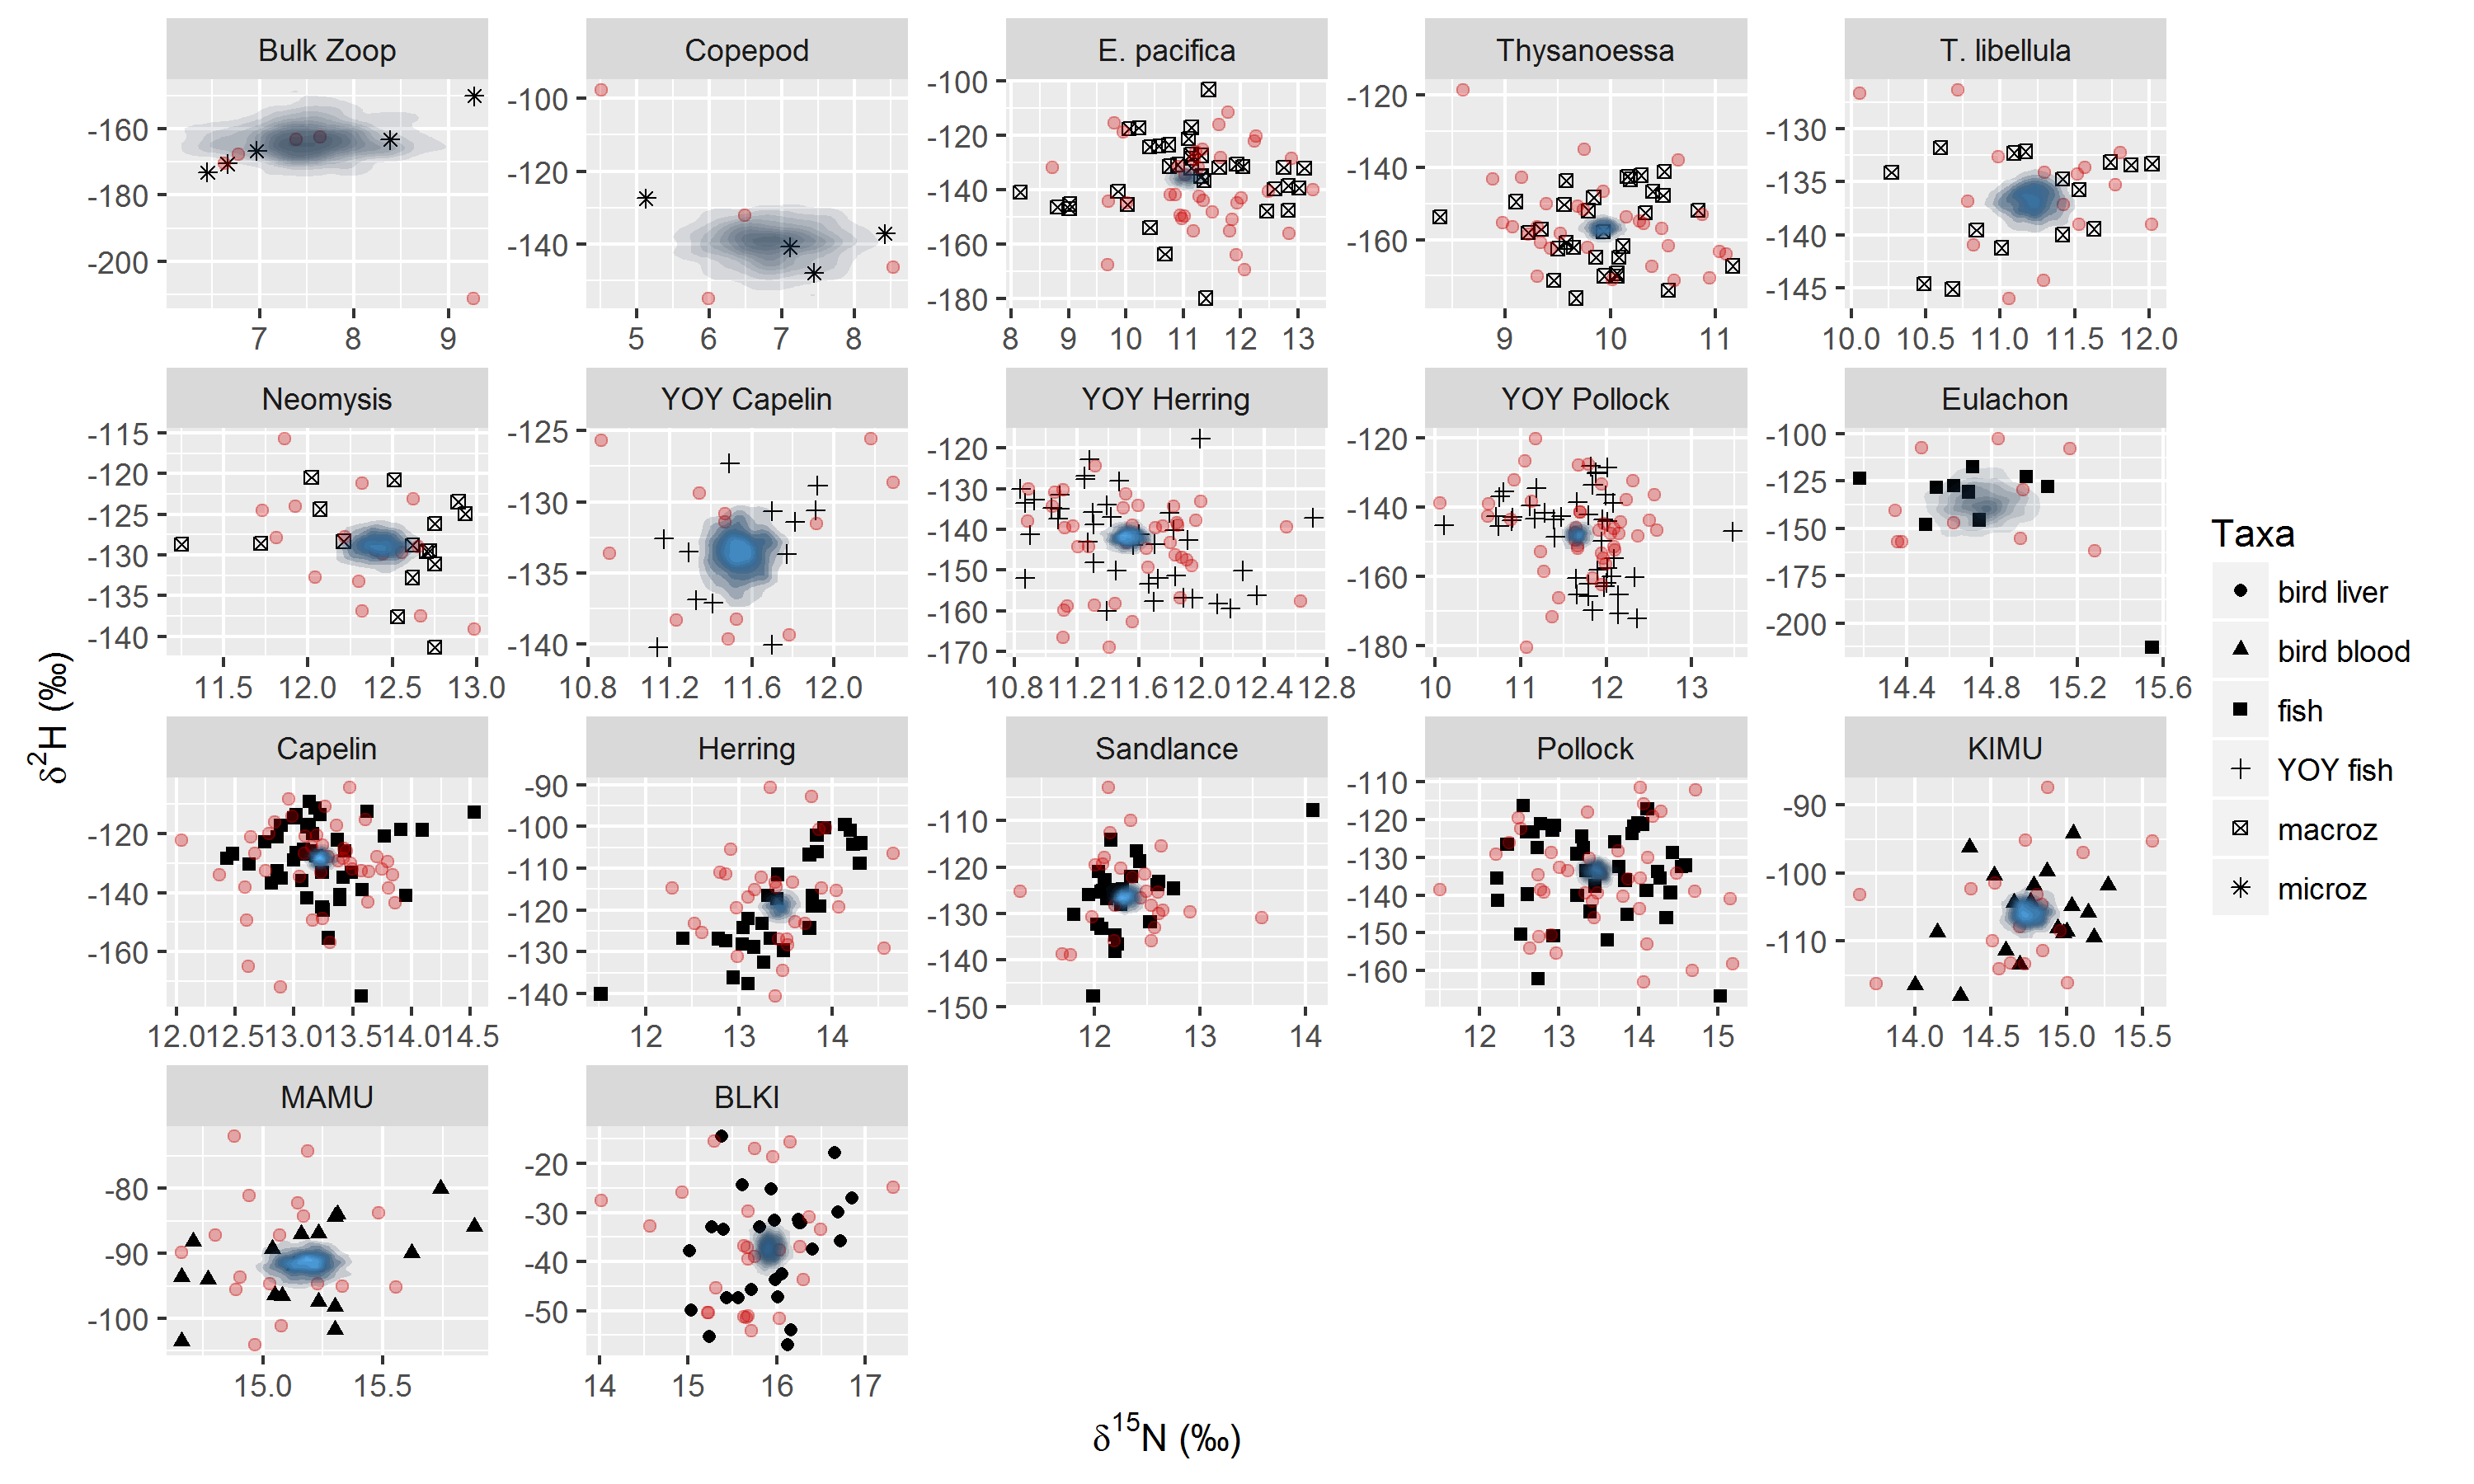 Bulk Zoop Copepod E. pacifica Thysanoessa T. libellula
-160 -180 -200
7 8 9
-100 -120 -140
5 6 7 8
-100 -120 -140 -160 -180
8 9 10 11 12 13
-120 -140 -160
9 10 11
-130 -135 -140 -145
10.0 10.5 11.0 11.5 12.0
Neomysis YOY Capelin YOY Herring YOY Pollock Eulachon
-115 -120 -125 -130 -135 -140
11.5 12.0 12.5 13.0
-125 -130 -135 -140
10.8 11.2 11.6 12.0
-120 -130 -140 -150 -160 -170
10.8 11.2 11.6 12.0 12.4 12.8
-120 -140 -160 -180
10 11 12 13
-100 -125 -150 -175 -200
14.4 14.8 15.2 15.6
Capelin Herring Sandlance Pollock KIMU
-120 -140 -160
12.0 12.5 13.0 13.5 14.0 14.5
-90 -100 -110 -120 -130 -140
12 13 14
-110 -120 -130 -140 -150
12 13 14
-110 -120 -130 -140 -150 -160
12 13 14 15
-90 -100 -110
14.0 14.5 15.0 15.5
MAMU BLKI
-80 -90 -100
15.0 15.5
-20 -30 -40 -50
14 15 16 17
δ²H (‰)
δ¹⁵N (‰)
Taxa
bird liver
bird blood
fish
YOY fish
macroz
microz